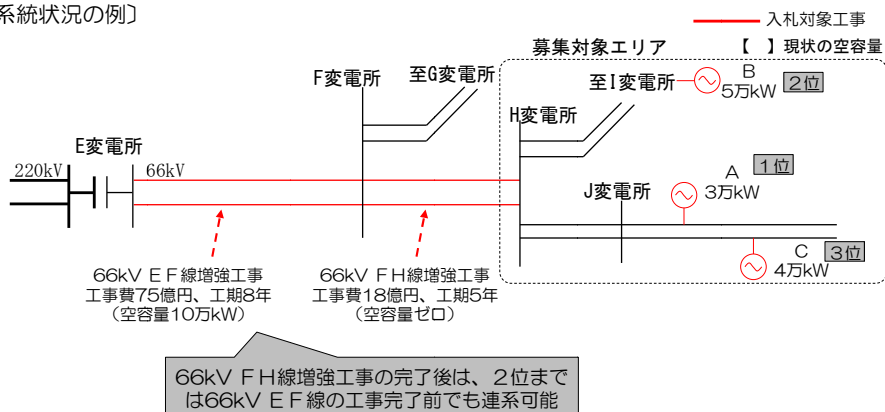 系統状況の例〕
入札対象工事
募集対象エリア 【 】現状の空容量
F変電所 至G変電所 至I変電所 B 2位
5万kW
H変電所
E変電所
220kV 66kV
A 1位
J変電所 3万kW
C 3位
4万kW
66kV EF線増強工事
工事費75億円、工期8年
(空容量10万kW)
66kV FH線増強工事
工事費18億円、工期5年
(空容量ゼロ)
66kV FH線増強工事の完了後は、2位まで
は66kV EF線の工事完了前でも連系可能